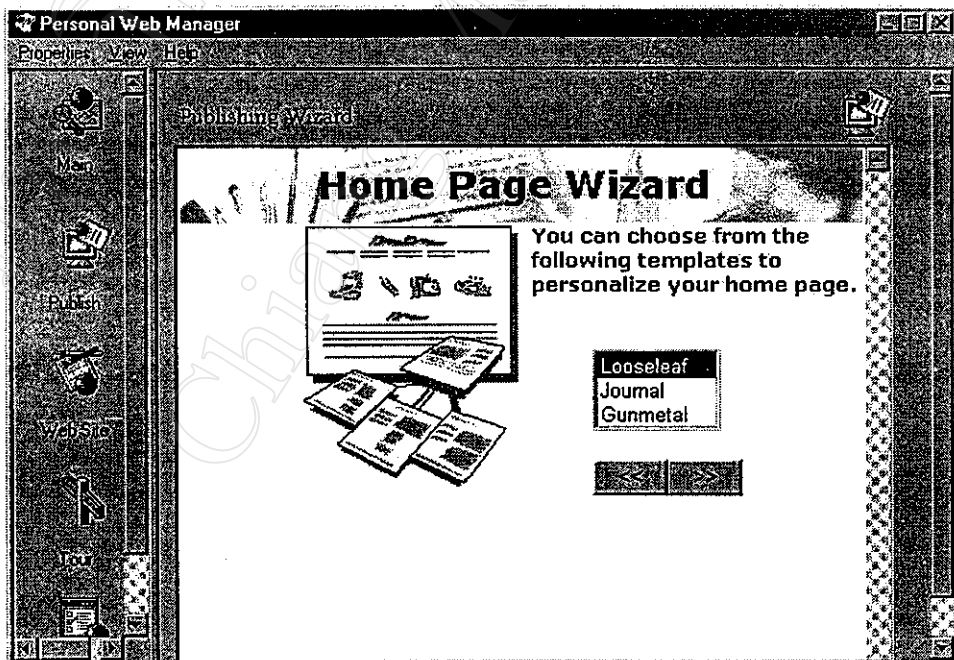 Personal Web Manager
Properties View Help
Main
Publish
Web Site
Tour
Publishing Wizard
Home Page Wizard
You can choose from the
following templates to
personalize your home page.
Looseleaf
Journal
Gunmetal
<< >>